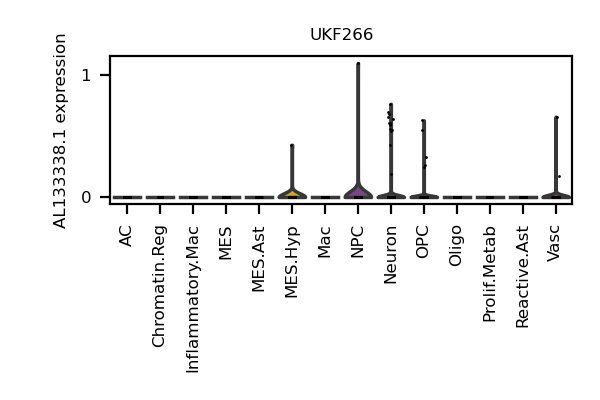 UKF266
AL133338.1 expression
1
0
AC
Chromatin.Reg
Inflammatory.Mac
MES
MES.Ast
MES.Hyp
Mac
NPC
Neuron
OPC
Oligo
Prolif.Metab
Reactive.Ast
Vasc